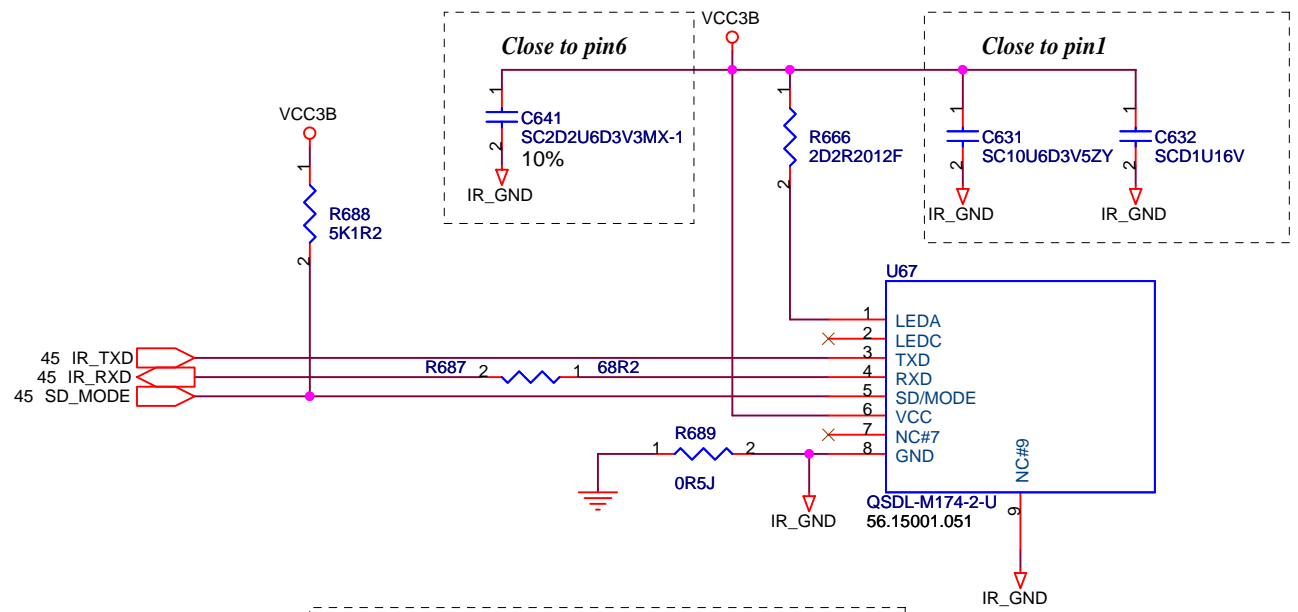 VCC3B
Close to pin6
Close to pin1
VCC3B
1
C641
SC2D2U6D3V3MX-1
10%
2
IR_GND
1
R666
2D2R2012F
2
1
C631
SC10U6D3V5ZY
2
IR_GND
1
C632
SCD1U16V
2
IR_GND
1
R688
5K1R2
2
U67
1 LEDA
2 LEDC
45 IR_TXD
3 TXD
45 IR_RXD
R687 2 1 68R2
4 RXD
45 SD_MODE
5 SD/MODE
6 VCC
7 NC#7
R689
1 2
0R5J
8 GND
IR_GND
NC#9
9
QSDL-M174-2-U
56.15001.051
IR_GND